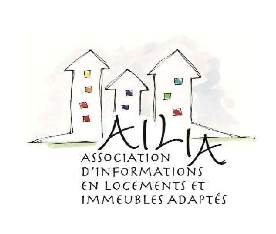 AILIA
ASSOCIATION
D'INFORMATIONS
EN LOGEMENTS ET
IMMEUBLES ADAPTÉS